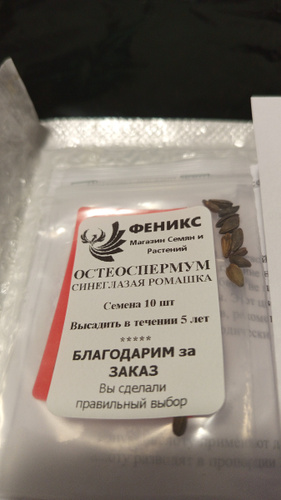 ФЕНИКС
Магазин Семян и
Растений
ОСТЕОСПЕРМУМ
СИНЕГЛАЗАЯ РОМАШКА
Семена 10 шт
Высадить в течении 5 лет
*****
БЛАГОДАРИМ за
ЗАКАЗ
Вы сделали
правильный выбор